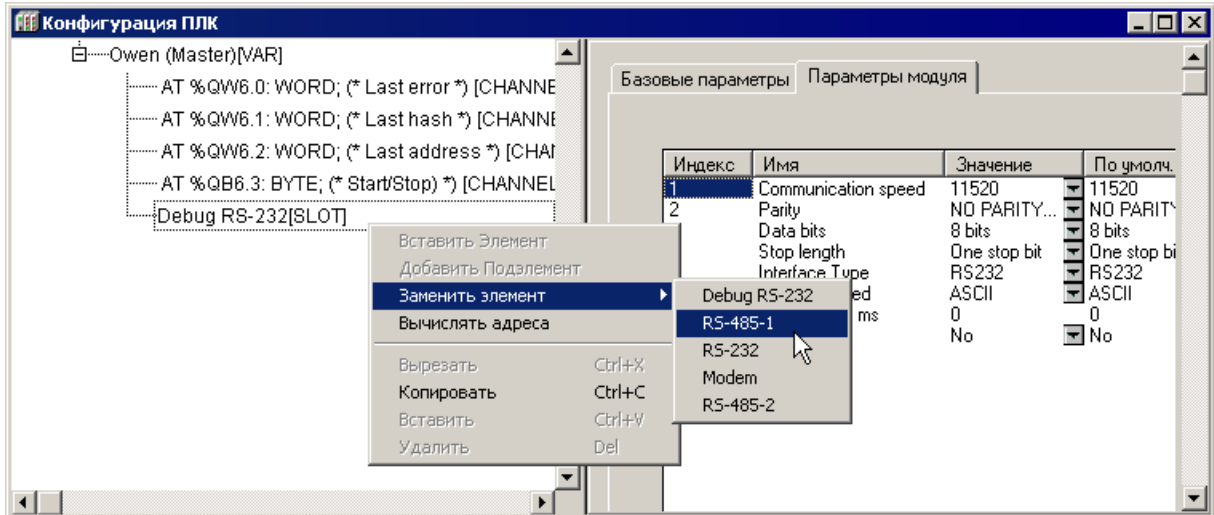 Конфигурация ПЛК
Owen (Master)[VAR]
AT %QW6.0: WORD; (* Last error *) [CHANNE
AT %QW6.1: WORD; (* Last hash *) [CHANNE
AT %QW6.2: WORD; (* Last address *) [CHAN
AT %QB6.3: BYTE; (* Start/Stop) *) [CHANNEL
Debug RS-232[SLOT]
Вставить Элемент
Добавить Подэлемент
Заменить элемент
Вычислять адреса
Вырезать Ctrl+X
Копировать Ctrl+C
Вставить Ctrl+V
Удалить Del
Debug RS-232
RS-485-1
RS-232
Modem
RS-485-2
Базовые параметры Параметры модуля
Индекс Имя Значение По умолч.
1 Communication speed 11520 11520
2 Parity NO PARITY... NO PARITY
Data bits 8 bits 8 bits
Stop length One stop bit One stop bi
Interface Type RS232 RS232
ed ASCII ASCII
ms 0 0
No No